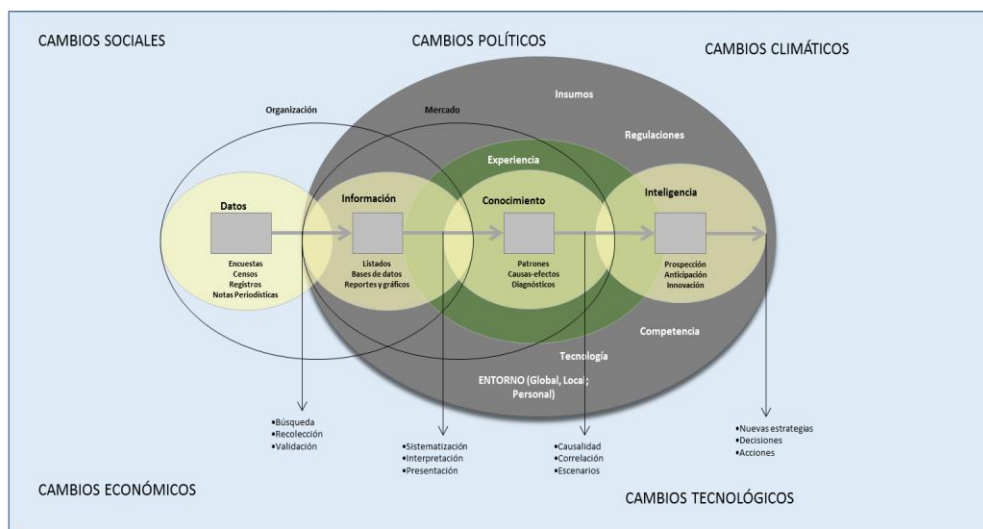 CAMBIOS SOCIALES
CAMBIOS POLÍTICOS
CAMBIOS CLIMÁTICOS
Insumos
Organización
Mercado
Regulaciones
Experiencia
Datos
Información
Conocimiento
Inteligencia
Encuestas
Censos
Registros
Notas Periodísticas
Listados
Bases de datos
Reportes y gráficos
Patrones
Causas-efectos
Diagnósticos
Prospección
Anticipación
Innovación
Competencia
Tecnología
ENTORNO (Global, Local;
Personal)
•Búsqueda
•Recolección
•Validación
•Sistematización
•Interpretación
•Presentación
•Causalidad
•Correlación
•Escenarios
•Nuevas estrategias
•Decisiones
•Acciones
CAMBIOS ECONÓMICOS
CAMBIOS TECNOLÓGICOS